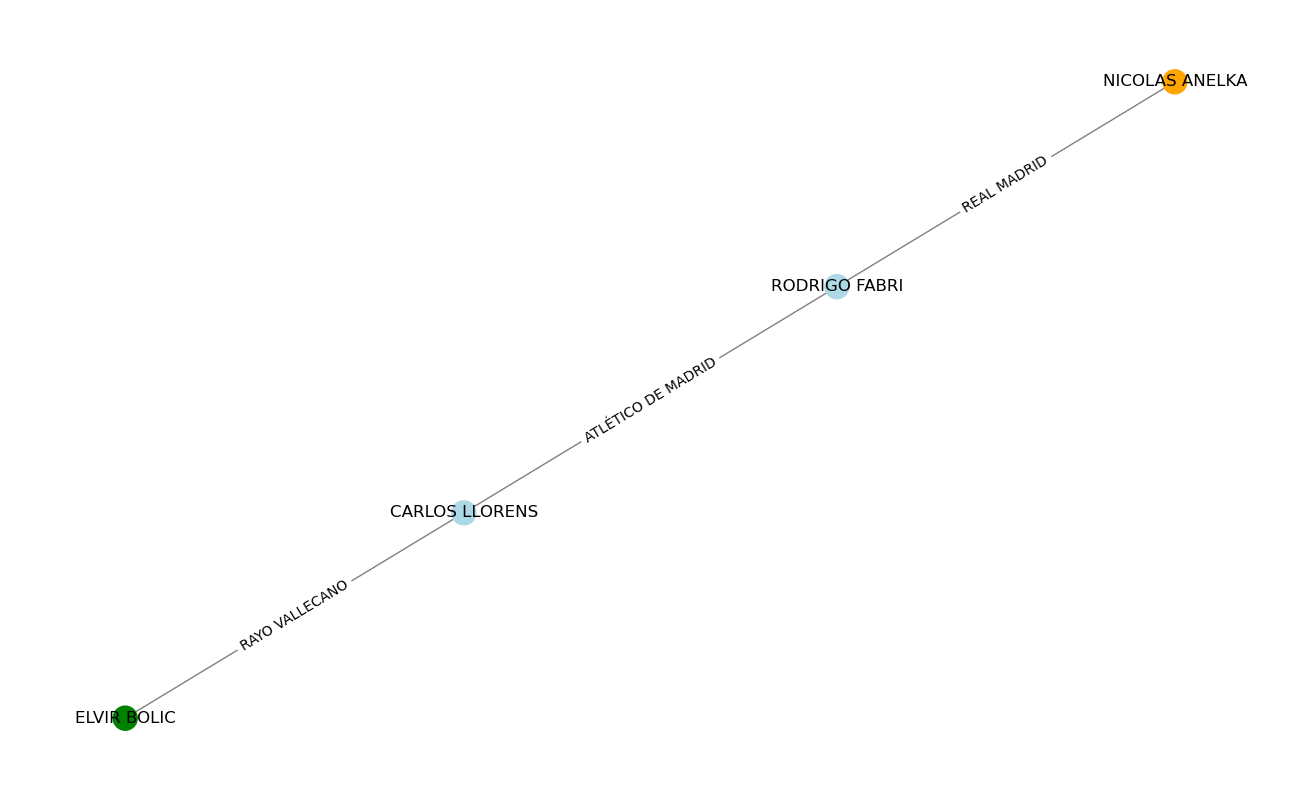 NICOLAS ANELKA
REAL MADRID
RODRIGO FABRI
ATLÉTICO DE MADRID
CARLOS LLORENS
RAYO VALLECANO
ELVIR BOLIC